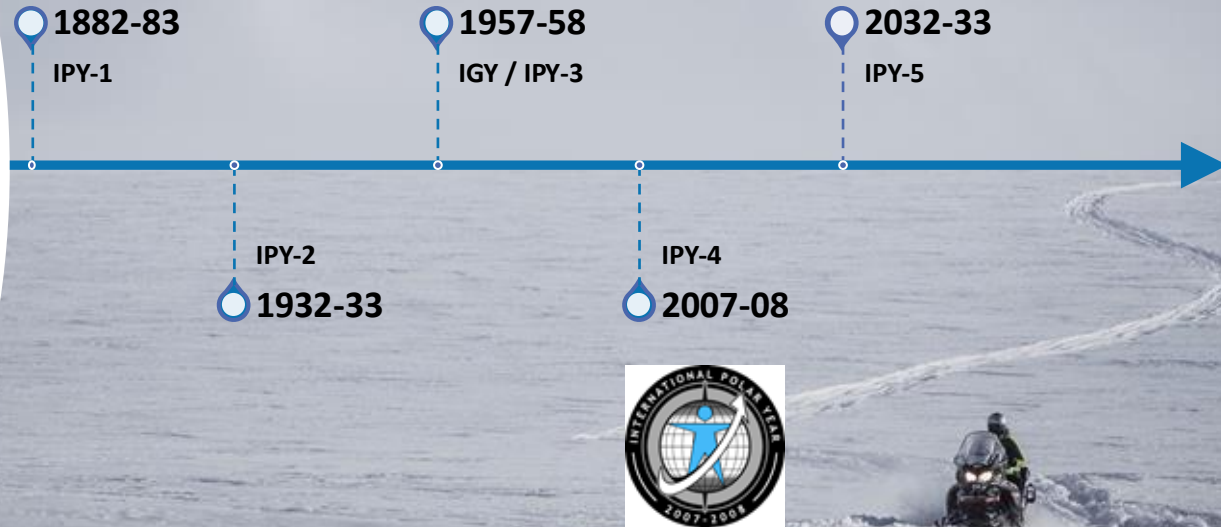 1882-83
IPY-1
1957-58
IGY / IPY-3
2032-33
IPY-5
IPY-2
1932-33
IPY-4
2007-08
INTERNATIONAL POLAR YEAR
2007-2008